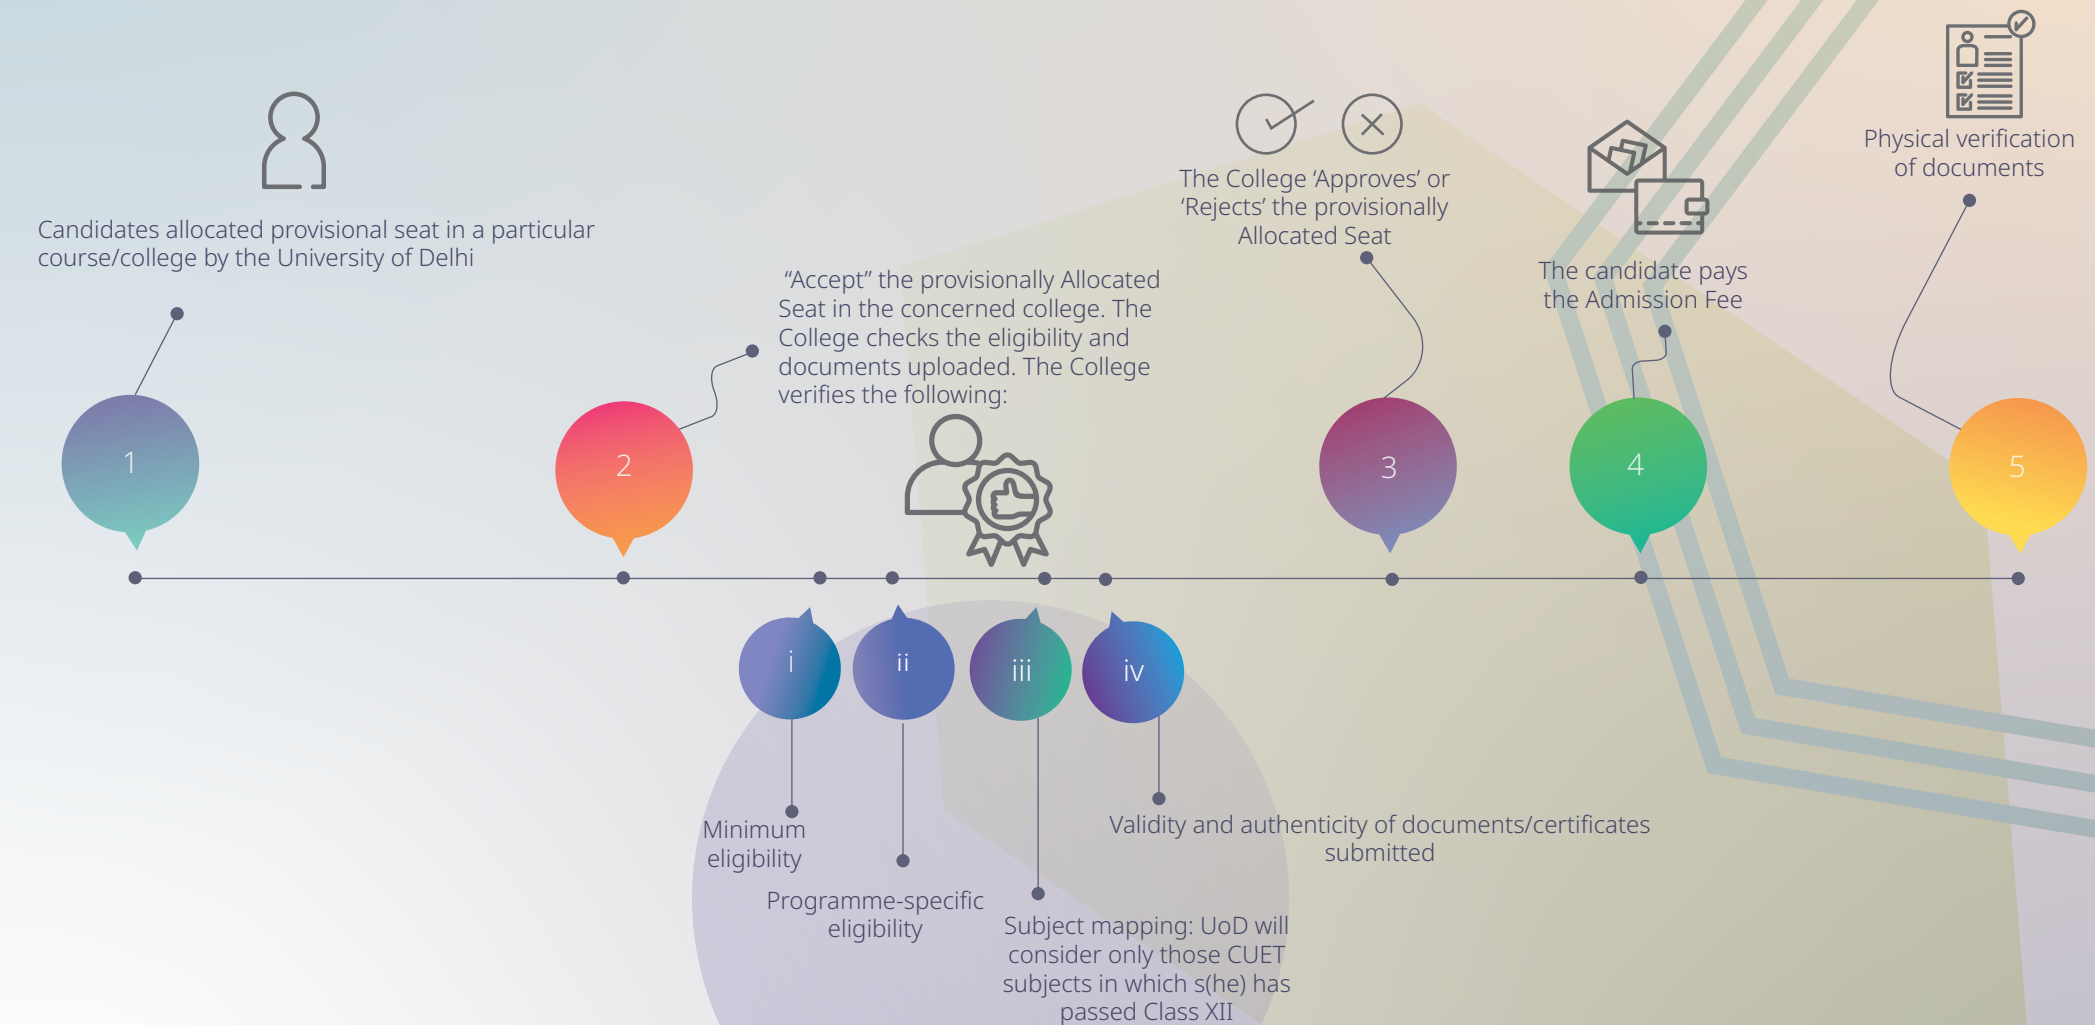 Candidates allocated provisional seat in a particular
course/college by the University of Delhi
1
“Accept” the provisionally Allocated
Seat in the concerned college. The
College checks the eligibility and
documents uploaded. The College
verifies the following:
2
i
Minimum
eligibility
ii
Programme-specific
eligibility
iii
Subject mapping: UoD will
consider only those CUET
subjects in which s(he) has
passed Class XII
iv
Validity and authenticity of documents/certificates
submitted
The College ‘Approves’ or
‘Rejects’ the provisionally
Allocated Seat
3
The candidate pays
the Admission Fee
4
Physical verification
of documents
5